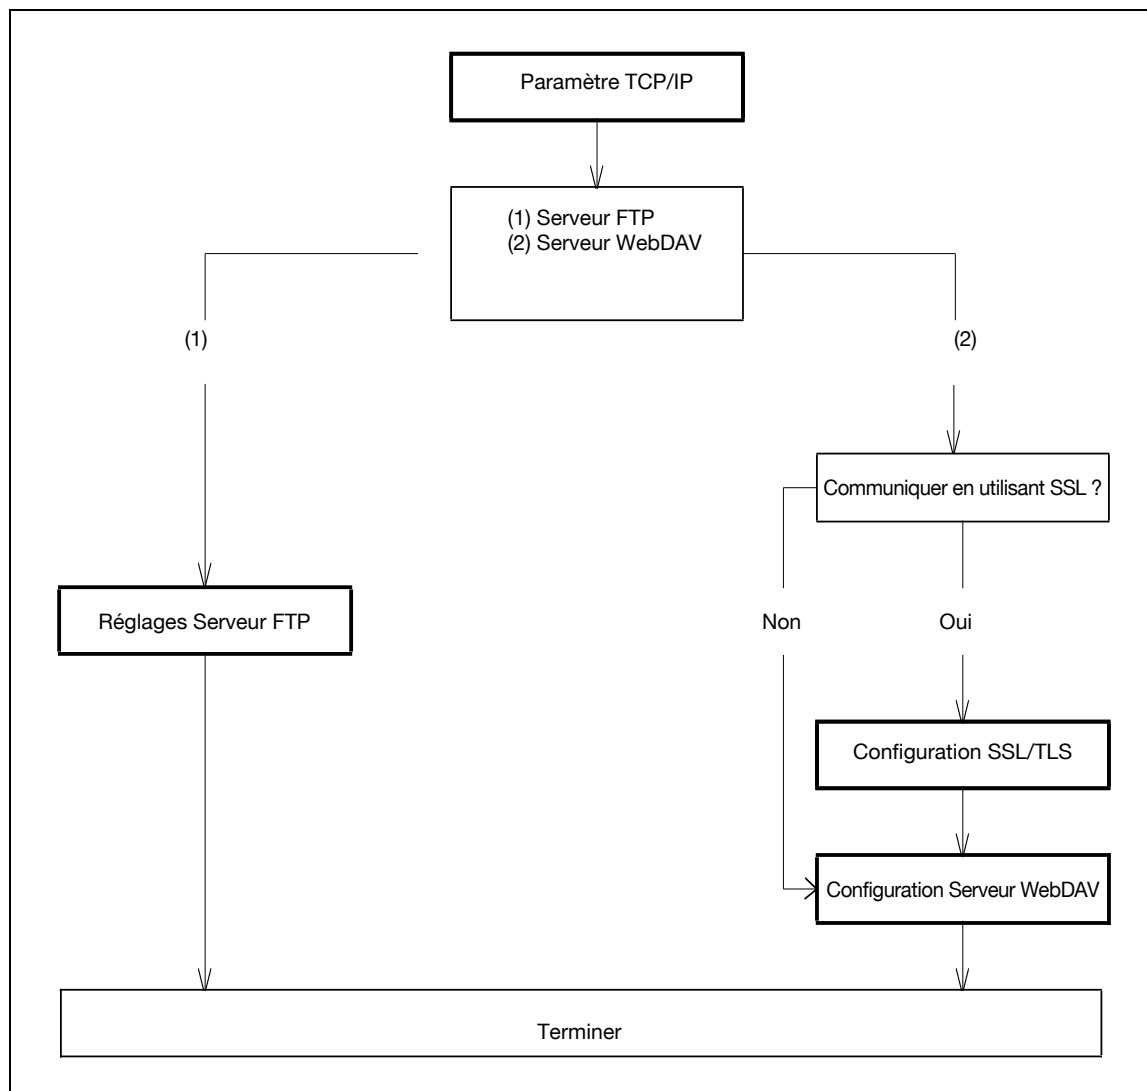 Paramètre TCP/IP
(1) Serveur FTP
(2) Serveur WebDAV
(1)
(2)
Communiquer en utilisant SSL ?
Réglages Serveur FTP
Non
Oui
Configuration SSL/TLS
Configuration Serveur WebDAV
Terminer